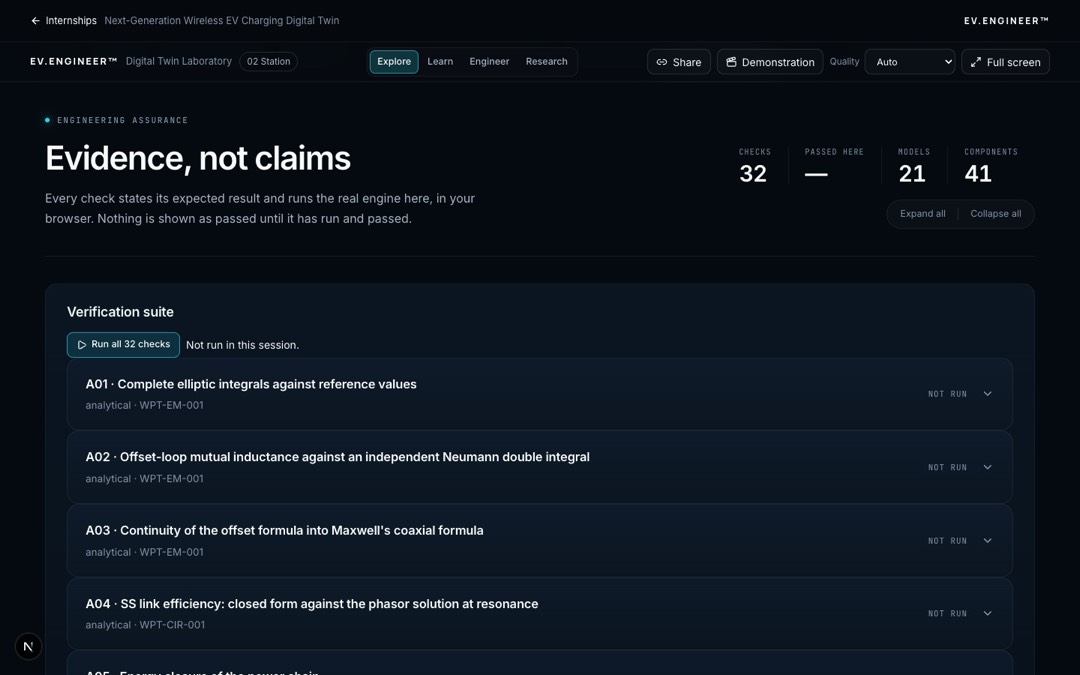 Internships Next-Generation Wireless EV Charging Digital Twin EV.ENGINEER™
EV.ENGINEER™ Digital Twin Laboratory 02 Station Explore Learn Engineer Research Share Demonstration Quality Auto Full screen
ENGINEERING ASSURANCE
Evidence, not claims
Every check states its expected result and runs the real engine here, in your
browser. Nothing is shown as passed until it has run and passed.
CHECKS PASSED HERE MODELS COMPONENTS
32 — 21 41
Expand all Collapse all
Verification suite
Run all 32 checks Not run in this session.
A01 · Complete elliptic integrals against reference values
analytical · WPT-EM-001
NOT RUN
A02 · Offset-loop mutual inductance against an independent Neumann double integral
analytical · WPT-EM-001
NOT RUN
A03 · Continuity of the offset formula into Maxwell's coaxial formula
analytical · WPT-EM-001
NOT RUN
A04 · SS link efficiency: closed form against the phasor solution at resonance
analytical · WPT-CIR-001
NOT RUN
N
A05 · Energy closure of the power chain